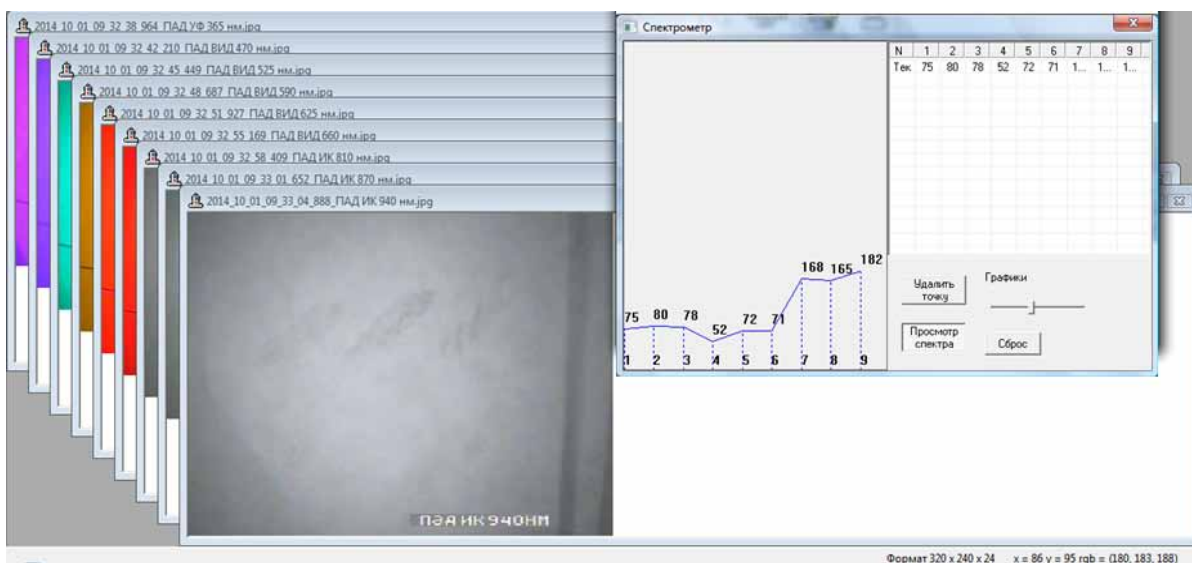 2014 10 01 09 32 38 964 ПАД УФ 365 нм.jpg
2014 10 01 09 32 42 210 ПАД ВИД 470 нм.jpg
2014 10 01 09 32 45 449 ПАД ВИД 525 нм.jpg
2014 10 01 09 32 48 687 ПАД ВИД 590 нм.jpg
2014 10 01 09 32 51 927 ПАД ВИД 625 нм.jpg
2014 10 01 09 32 55 169 ПАД ВИД 660 нм.jpg
2014 10 01 09 32 58 409 ПАД ИК 810 нм.jpg
2014 10 01 09 33 01 652 ПАД ИК 870 нм.jpg
2014_10_01_09_33_04_888_ПАД ИК 940 нм.jpg
ПАД ИК 940НМ
Спектрометр
N 1 2 3 4 5 6 7 8 9
Тек 75 80 78 52 72 71 1... 1... 1...
75 80 78 52 72 71 168 165 182
1 2 3 4 5 6 7 8 9
Удалить
точку
Графики
Просмотр
спектра
Сброс
Формат 320 x 240 x 24 x = 86 y = 95 rgb = (180, 183, 188)